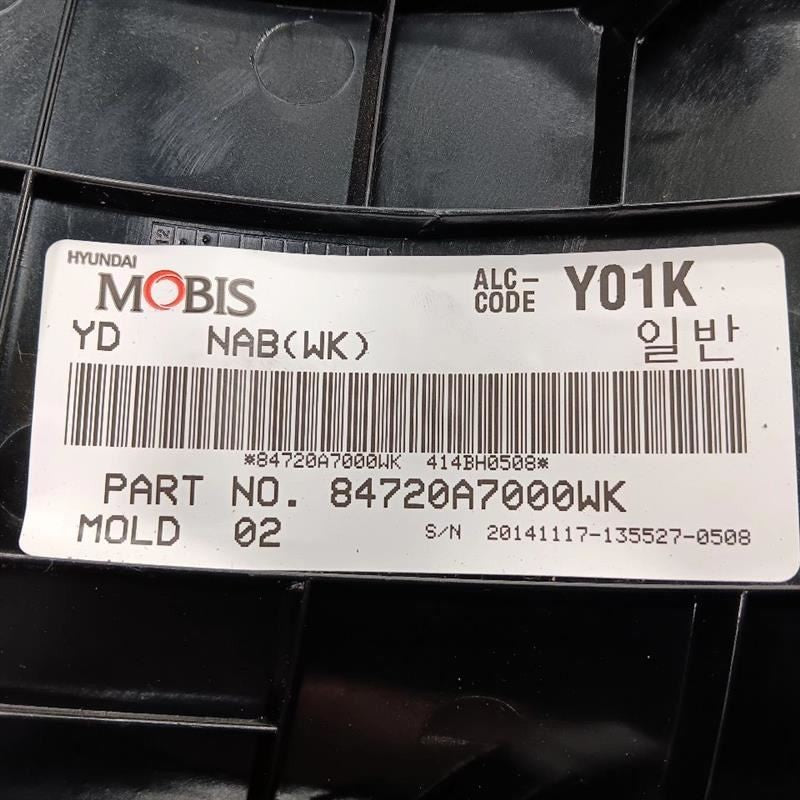 HYUNDAI
MOBIS
ALC-
CODE
Y01K
YD NAB(WK)
일반
*84720A7000WK 414BH0508*
PART NO. 84720A7000WK
MOLD 02
S/N 20141117-135527-0508
12